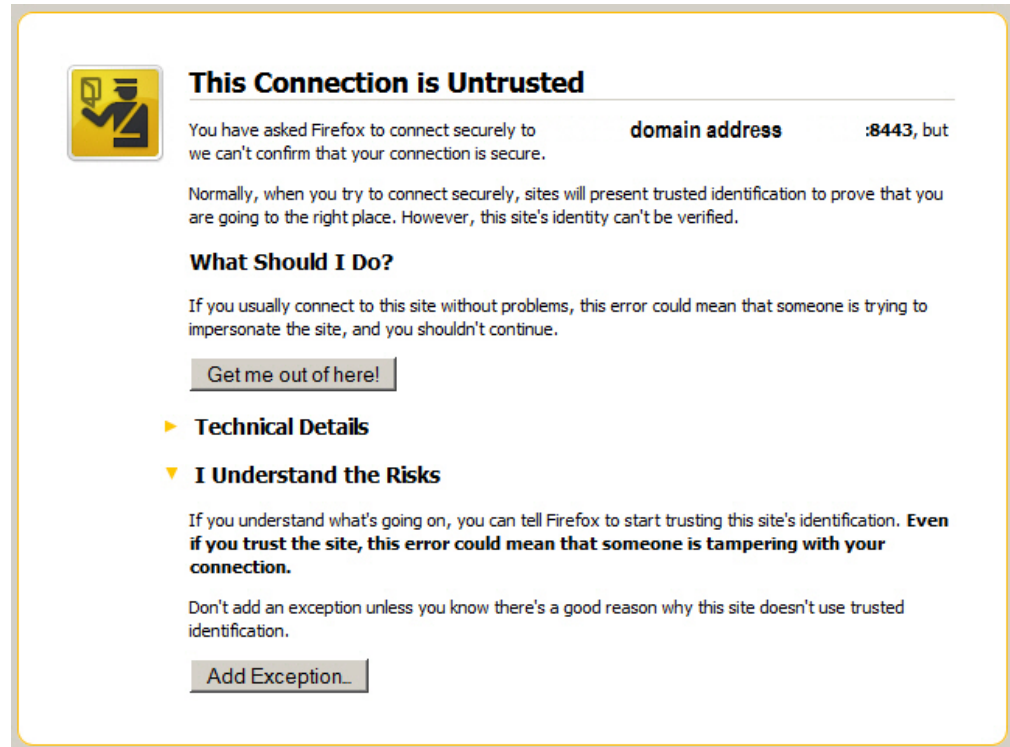 This Connection is Untrusted
You have asked Firefox to connect securely to domain address :8443, but
we can't confirm that your connection is secure.
Normally, when you try to connect securely, sites will present trusted identification to prove that you
are going to the right place. However, this site's identity can't be verified.
What Should I Do?
If you usually connect to this site without problems, this error could mean that someone is trying to
impersonate the site, and you shouldn't continue.
Get me out of here!
Technical Details
I Understand the Risks
If you understand what's going on, you can tell Firefox to start trusting this site's identification. Even
if you trust the site, this error could mean that someone is tampering with your
connection.
Don't add an exception unless you know there's a good reason why this site doesn't use trusted
identification.
Add Exception...